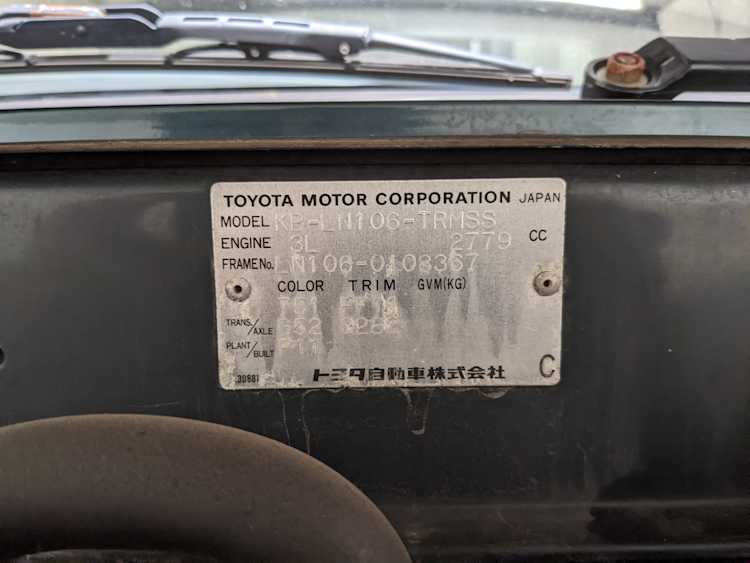 TOYOTA MOTOR CORPORATION JAPAN
MODEL KB-LN106-TRMSS
ENGINE 3L 2779 CC
FRAME No. LN106-0108367
COLOR TRIM GVM(KG)
TRANS./AXLE G52
PLANT/BUILT
トヨタ自動車株式会社 C